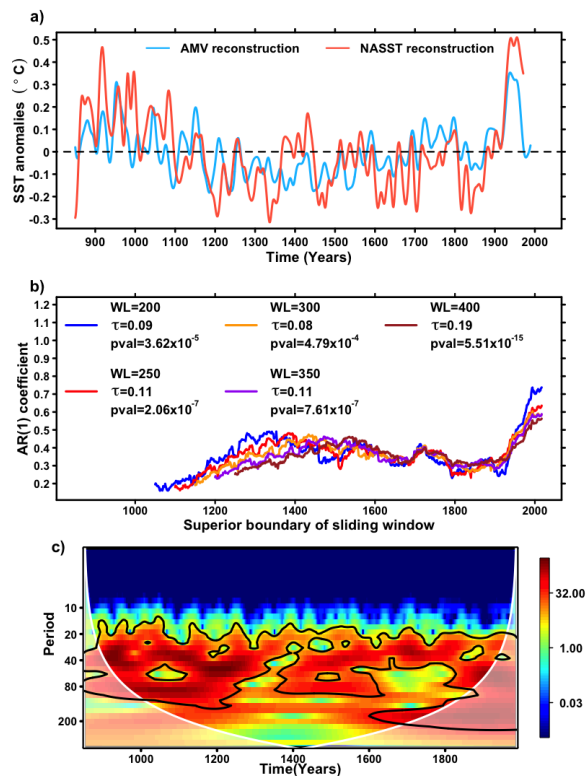 a)
AMV reconstruction NASST reconstruction
SST anomalies (°C)
0.5
0.4
0.3
0.2
0.1
0
-0.1
-0.2
-0.3
900 1000 1100 1200 1300 1400 1500 1600 1700 1800 1900 2000
Time (Years)
b)
WL=200 WL=300 WL=400
τ=0.09 τ=0.08 τ=0.19
pval=3.62x10-5 pval=4.79x10-4 pval=5.51x10-15
WL=250 WL=350
τ=0.11 τ=0.11
pval=2.06x10-7 pval=7.61x10-7
AR(1) coefficient
1.2
1.1
1.0
0.9
0.8
0.7
0.6
0.5
0.4
0.3
0.2
1000 1200 1400 1600 1800 2000
Superior boundary of sliding window
c)
Period
10
20
40
80
200
1000 1200 1400 1600 1800
Time(Years)
32.00
1.00
0.03